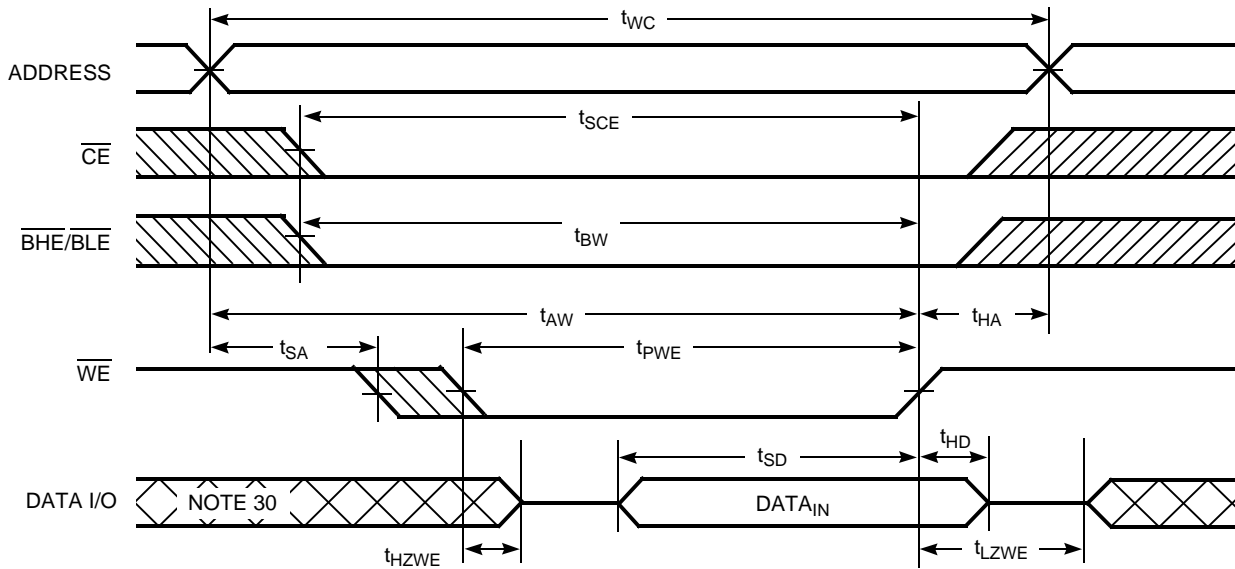 tWC
ADDRESS
tSCE
CE
tBW
BHE/BLE
tAW
tHA
tSA
tPWE
WE
tSD
tHD
DATA I/O
NOTE 30
DATAIN
tHZWE
tLZWE